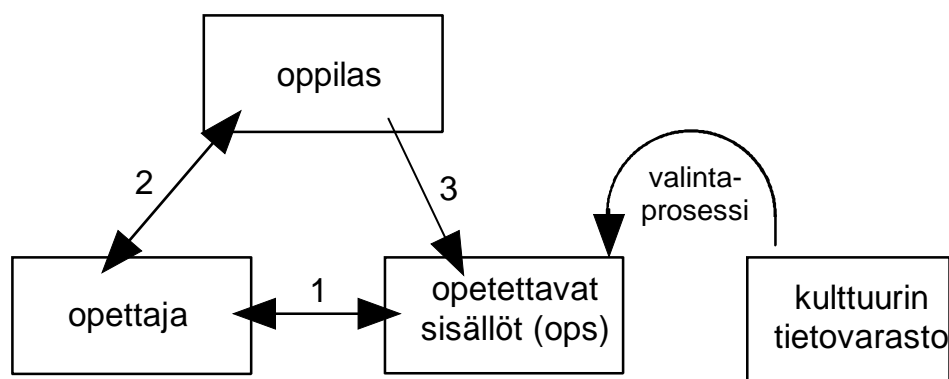 oppilas
2
3
valinta-
prosessi
opettaja
1
opetettavat
sisällöt (ops)
kulttuurin
tietovarasto